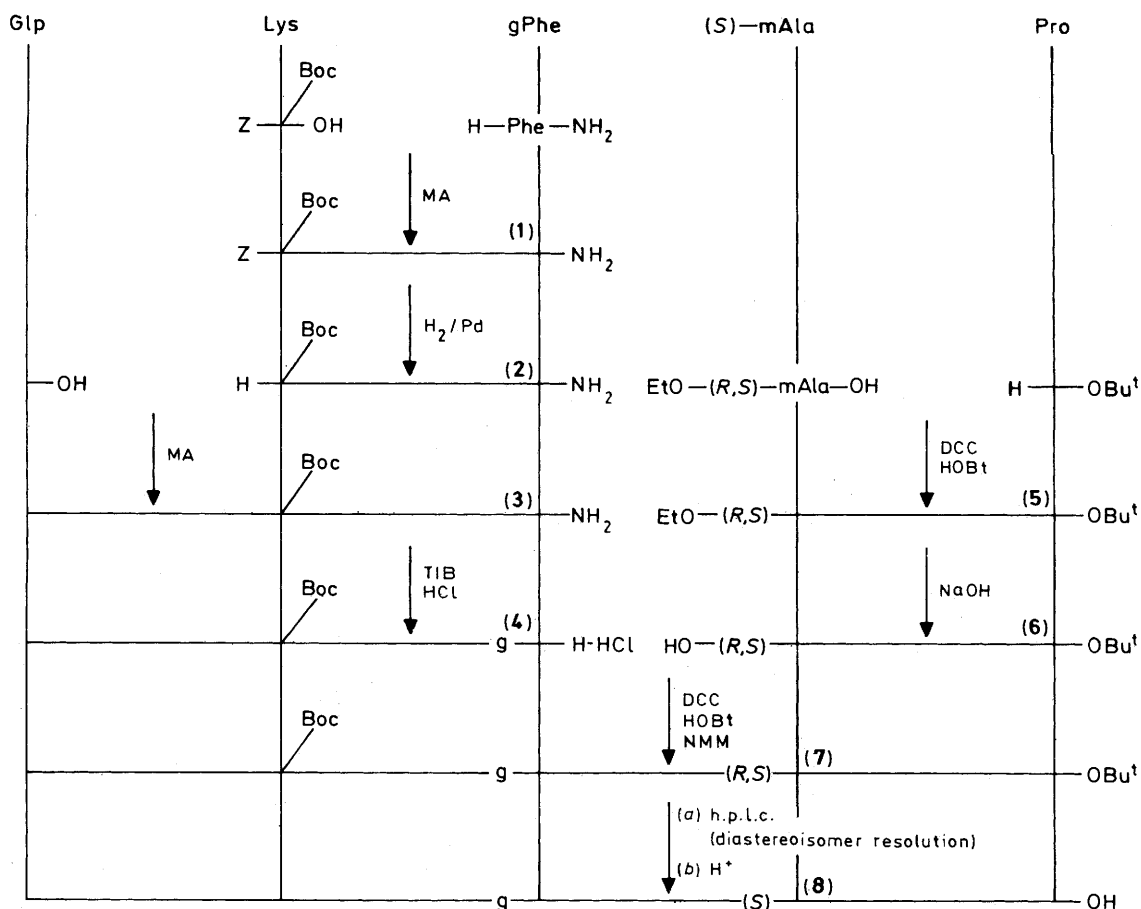 Glp Lys gPhe (S)—mAla Pro
Boc
Z OH H—Phe—NH₂
MA
Boc
(1)
Z NH₂
H₂/Pd
Boc
(2)
OH H NH₂ EtO—(R,S)—mAla—OH H OBuᵗ
MA
DCC
HOBt
Boc
(3) (5)
NH₂ EtO—(R,S) OBuᵗ
TIB
HCl
NaOH
Boc
(4) (6)
g H-HCl HO—(R,S) OBuᵗ
DCC
HOBt
NMM
Boc
(7)
g (R,S) OBuᵗ
(a) h.p.l.c.
(diastereoisomer resolution)
(b) H⁺
(8)
g (S) OH